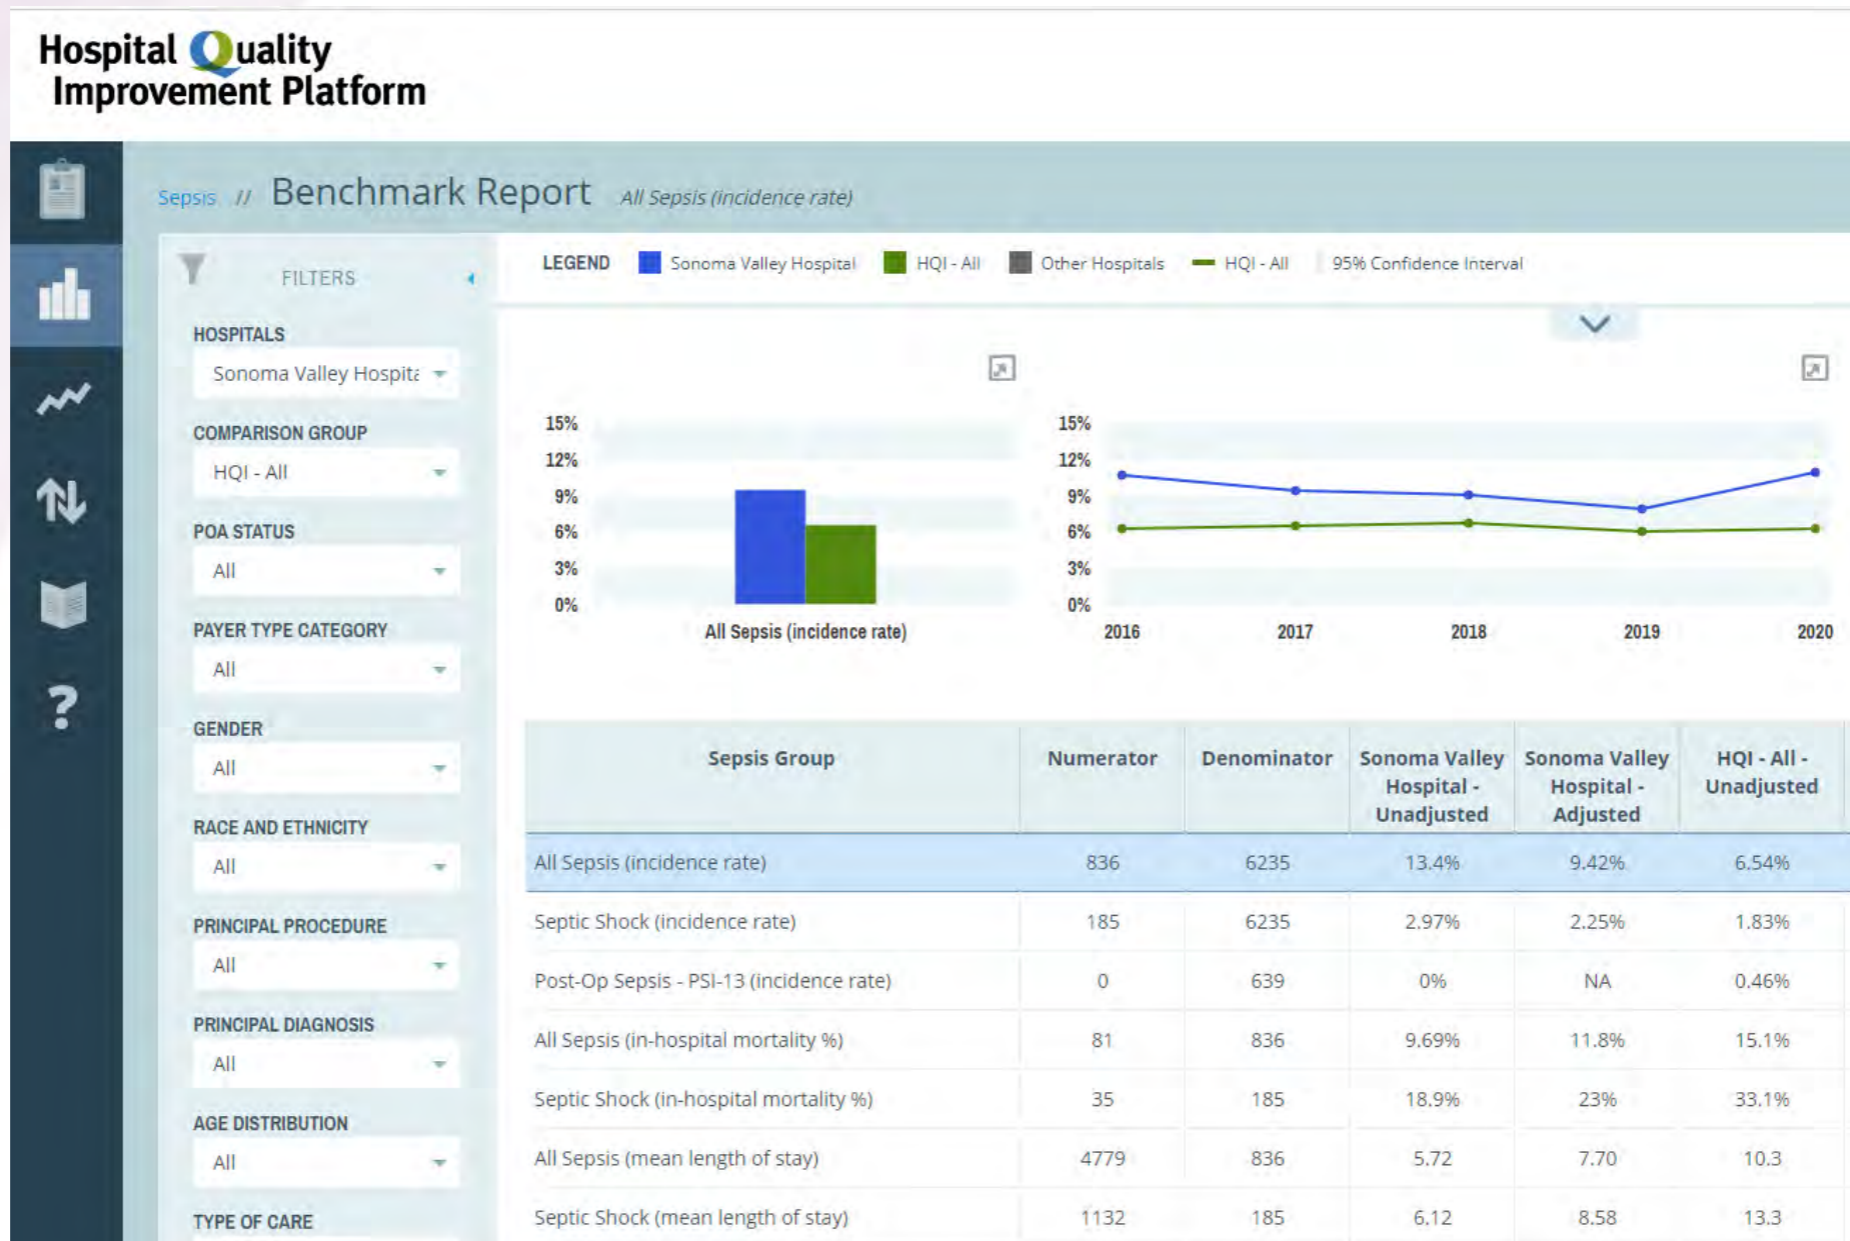 Hospital Quality
Improvement Platform
Sepsis // Benchmark Report All Sepsis (incidence rate)
FILTERS
HOSPITALS
Sonoma Valley Hospita
COMPARISON GROUP
HQI - All
POA STATUS
All
PAYER TYPE CATEGORY
All
GENDER
All
RACE AND ETHNICITY
All
PRINCIPAL PROCEDURE
All
PRINCIPAL DIAGNOSIS
All
AGE DISTRIBUTION
All
TYPE OF CARE
LEGEND Sonoma Valley Hospital HQI - All Other Hospitals HQI - All 95% Confidence Interval
15%
12%
9%
6%
3%
0%
All Sepsis (incidence rate)
15%
12%
9%
6%
3%
0%
2016 2017 2018 2019 2020
Sepsis Group Numerator Denominator Sonoma Valley Hospital - Unadjusted Sonoma Valley Hospital - Adjusted HQI - All - Unadjusted
All Sepsis (incidence rate) 836 6235 13.4% 9.42% 6.54%
Septic Shock (incidence rate) 185 6235 2.97% 2.25% 1.83%
Post-Op Sepsis - PSI-13 (incidence rate) 0 639 0% NA 0.46%
All Sepsis (in-hospital mortality %) 81 836 9.69% 11.8% 15.1%
Septic Shock (in-hospital mortality %) 35 185 18.9% 23% 33.1%
All Sepsis (mean length of stay) 4779 836 5.72 7.70 10.3
Septic Shock (mean length of stay) 1132 185 6.12 8.58 13.3